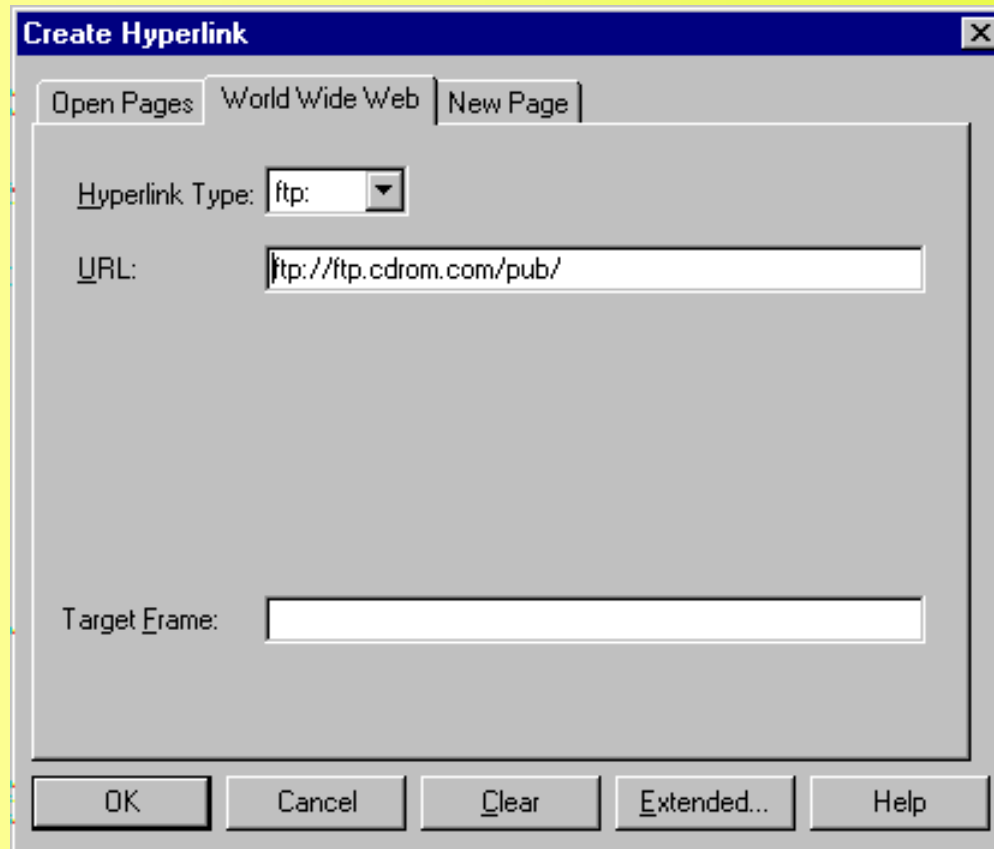 Create Hyperlink
Open Pages World Wide Web New Page
Hyperlink Type: ftp:
URL: ftp://ftp.cdrom.com/pub/
Target Frame:
OK Cancel Clear Extended... Help